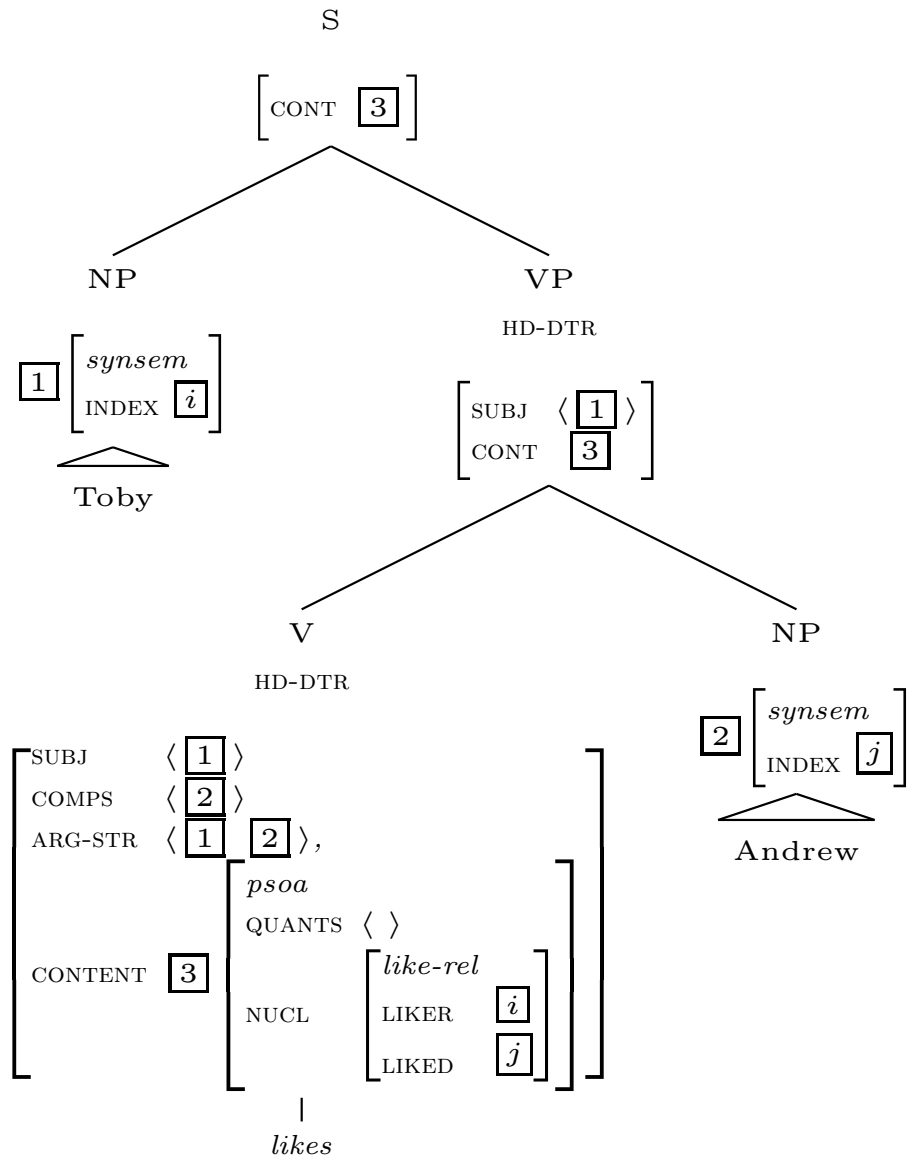 S
[CONT 3]
NP VP
HD-DTR
1 [synsem
INDEX i]
[SUBJ ⟨ 1 ⟩
CONT 3]
Toby
V NP
HD-DTR
2 [synsem
INDEX j]
Andrew
[SUBJ ⟨ 1 ⟩
COMPS ⟨ 2 ⟩
ARG-STR ⟨ 1 2 ⟩,
CONTENT 3 [psoa
QUANTS ⟨ ⟩
NUCL [like-rel
LIKER i
LIKED j]]]
likes